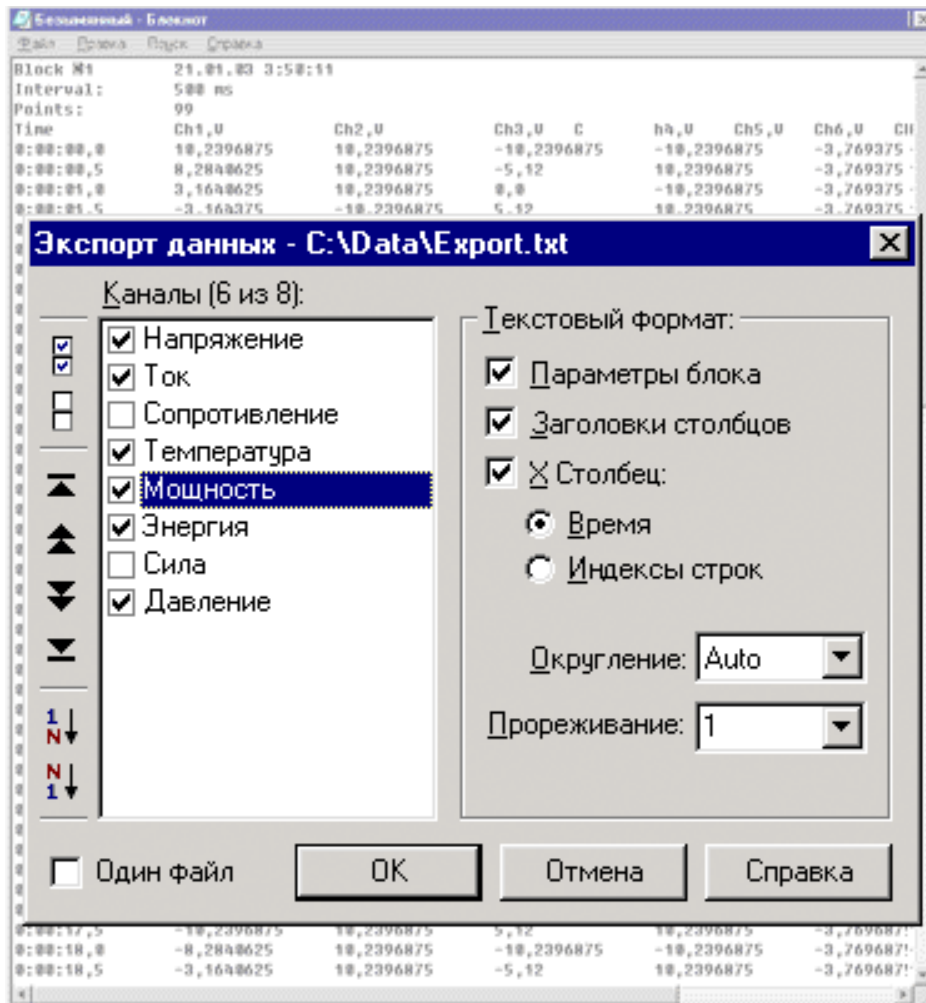 Безымянный - Блокнот
Файл Правка Поиск Справка
Block №1 21.01.03 3:50:11
Interval: 500 ms
Points: 99
Time Ch1,V Ch2,V Ch3,V C h4,V Ch5,V Ch6,V
0:00:00,0 10,2396875 10,2396875 -10,2396875 -10,2396875 -3,769375
0:00:00,5 8,2840625 10,2396875 -5,12 10,2396875 -3,769375
0:00:01,0 3,1640625 10,2396875 0,0 -10,2396875 -3,769375
0:00:01,5 -3,164375 -10,2396875 5,12 10,2396875 -3,769375
Экспорт данных - C:\Data\Export.txt
Каналы (6 из 8):
Напряжение
Ток
Сопротивление
Температура
Мощность
Энергия
Сила
Давление
Текстовый формат:
Параметры блока
Заголовки столбцов
X Столбец:
Время
Индексы строк
Округление: Auto
Прореживание: 1
1
N
N
1
Один файл OK Отмена Справка
0:00:17,5 -10,2396875 10,2396875 5,12 10,2396875
0:00:18,0 -8,2840625 10,2396875 -10,2396875 -10,2396875
0:00:18,5 -3,1640625 10,2396875 -5,12 10,2396875